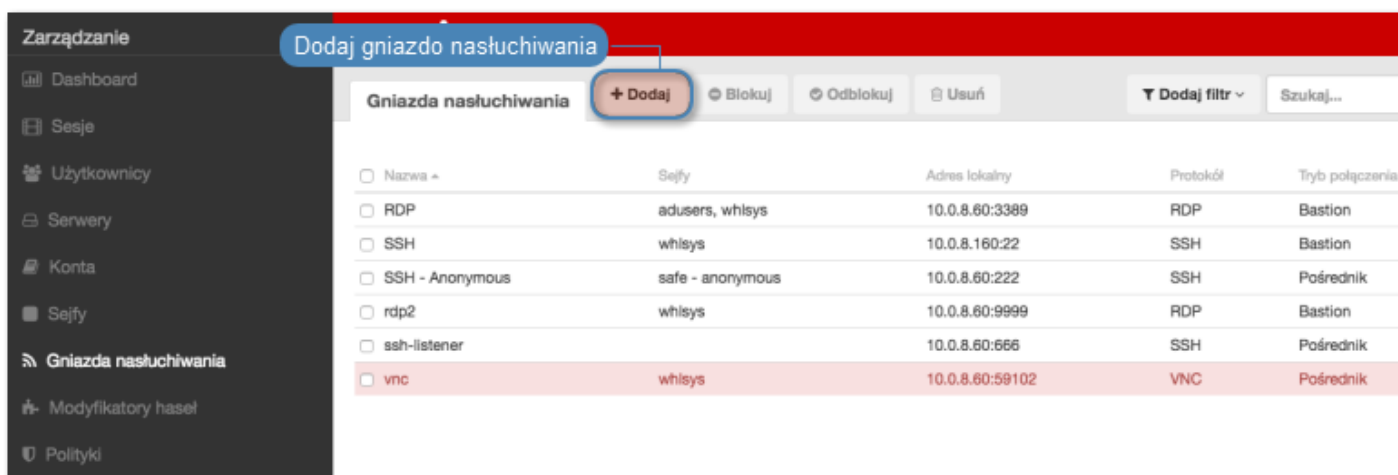 Zarządzanie
Dodaj gniazdo nasłuchiwania
Dashboard
Sesje
Użytkownicy
Serwery
Konta
Sejfy
Gniazda nasłuchiwania
Modyfikatory haseł
Polityki
Gniazda nasłuchiwania + Dodaj Blokuj Odblokuj Usuń Dodaj filtr Szukaj...
Nazwa Sejfy Adres lokalny Protokół Tryb połączenia
RDP adusers, whlsys 10.0.8.60:3389 RDP Bastion
SSH whlsys 10.0.8.160:22 SSH Bastion
SSH - Anonymous safe - anonymous 10.0.8.60:222 SSH Pośrednik
rdp2 whlsys 10.0.8.60:9999 RDP Bastion
ssh-listener 10.0.8.60:666 SSH Pośrednik
vnc whlsys 10.0.8.60:59102 VNC Pośrednik